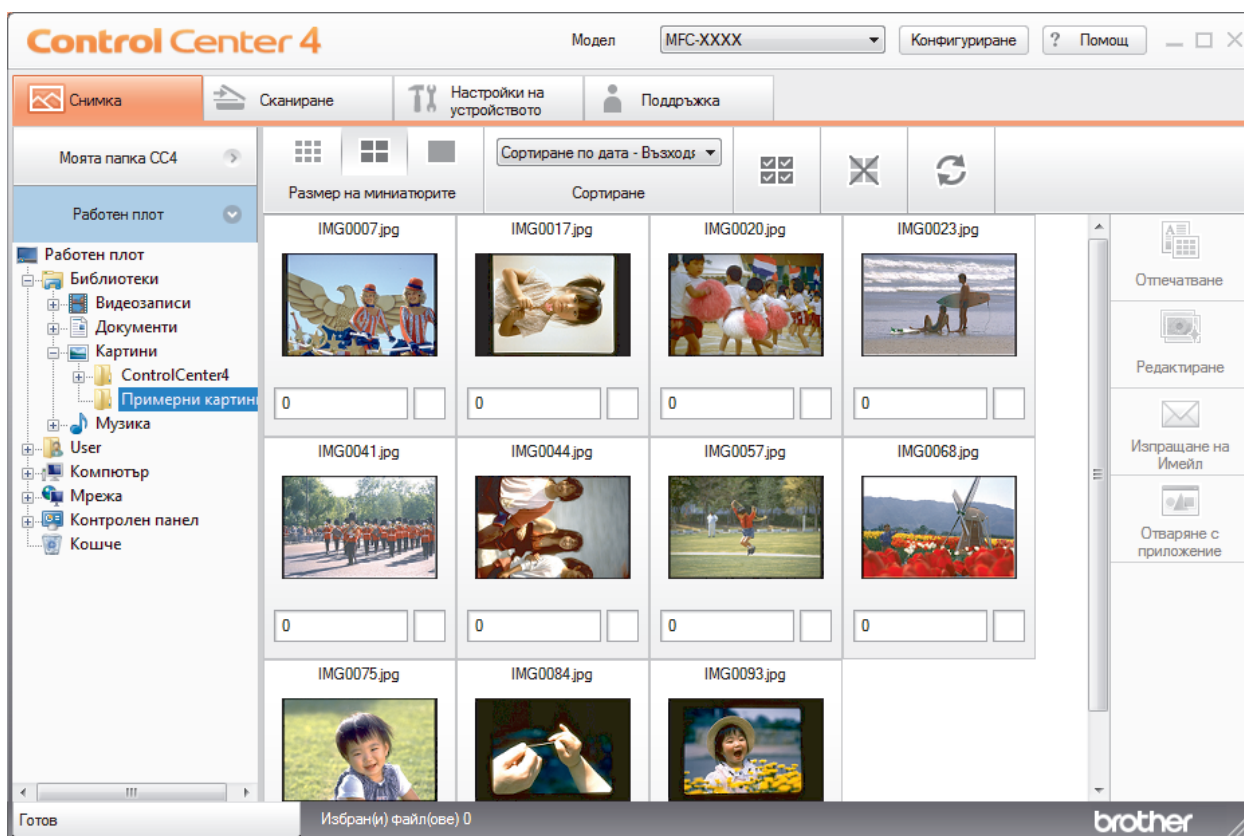 Control Center 4
Модел
MFC-XXXX
Конфигуриране
? Помощ
Снимка
Сканиране
Настройки на
устройството
Поддръжка
Моята папка CC4
Работен плот
Размер на миниатюрите
Сортиране по дата - Възходя
Сортиране
Работен плот
Библиотеки
Видеозаписи
Документи
Картини
ControlCenter4
Примерни картин
Музика
User
Компютър
Мрежа
Контролен панел
Кошче
IMG0007.jpg
IMG0017.jpg
IMG0020.jpg
IMG0023.jpg
0
0
0
0
IMG0041.jpg
IMG0044.jpg
IMG0057.jpg
IMG0068.jpg
0
0
0
0
IMG0075.jpg
IMG0084.jpg
IMG0093.jpg
Отпечатване
Редактиране
Изпращане на
Имейл
Отваряне с
приложение
Готов
Избран(и) файл(ове) 0
brother